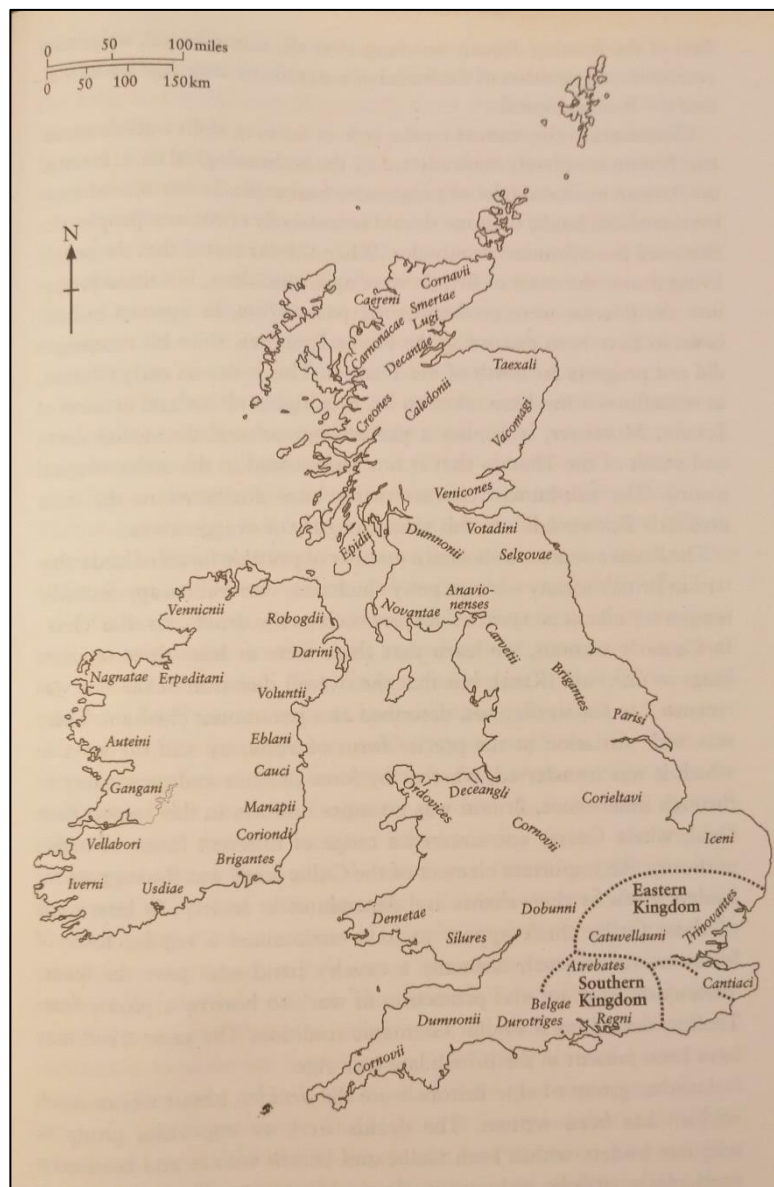 0 50 100 miles
0 50 100 150 km
N
Cornavii
Caereni
Smertae
Lugi
Carnonacae
Decantae
Taexali
Creones
Caledonii
Vacomagi
Venicones
Epidii
Dumnonii
Votadini
Selgovae
Vennicnii
Robogdii
Novantae
Anavio-
nenses
Carvetii
Darini
Nagnatae
Erpeditani
Voluntii
Brigantes
Parisi
Auteini
Eblani
Cauci
Gangani
Manapii
Ordovices
Deceangli
Corieltavi
Cornovii
Vellabori
Coriondi
Iceni
Brigantes
Iverni
Usdiae
Eastern
Kingdom
Demetae
Dobunni
Trinovantes
Silures
Catuvellauni
Atrebates
Cantiaci
Southern
Kingdom
Belgae
Regni
Dumnonii
Durotriges
Cornovii